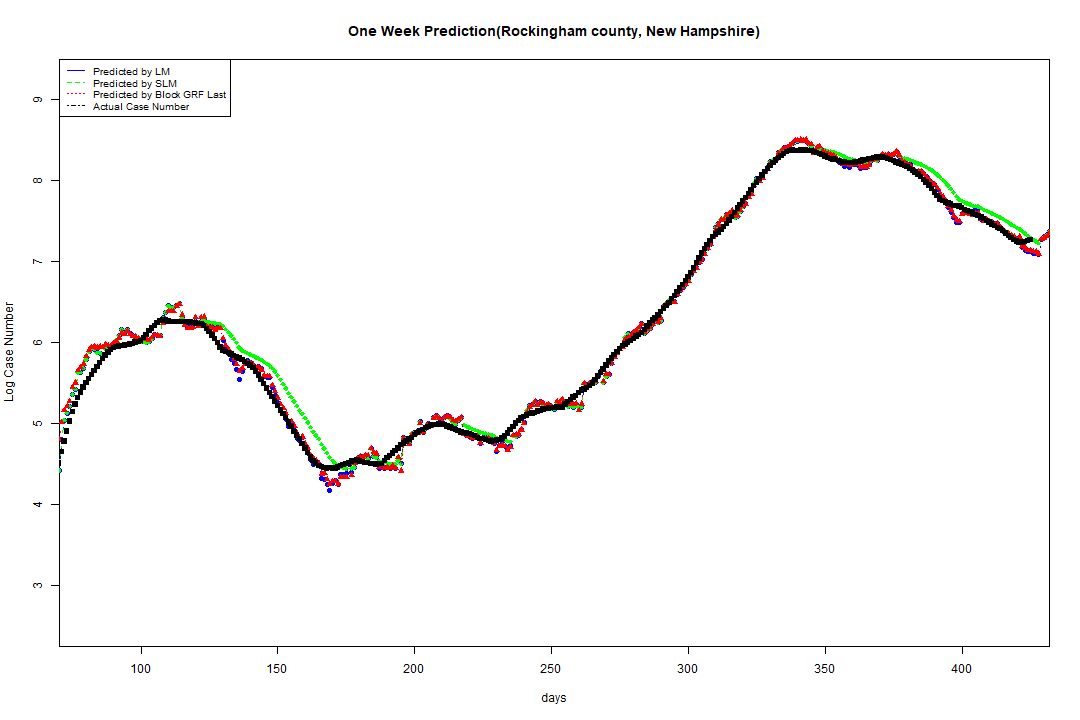 One Week Prediction(Rockingham county, New Hampshire)
Predicted by LM
Predicted by SLM
Predicted by Block GRF Last
Actual Case Number
9
8
7
6
5
4
3
Log Case Number
100 150 200 250 300 350 400
days